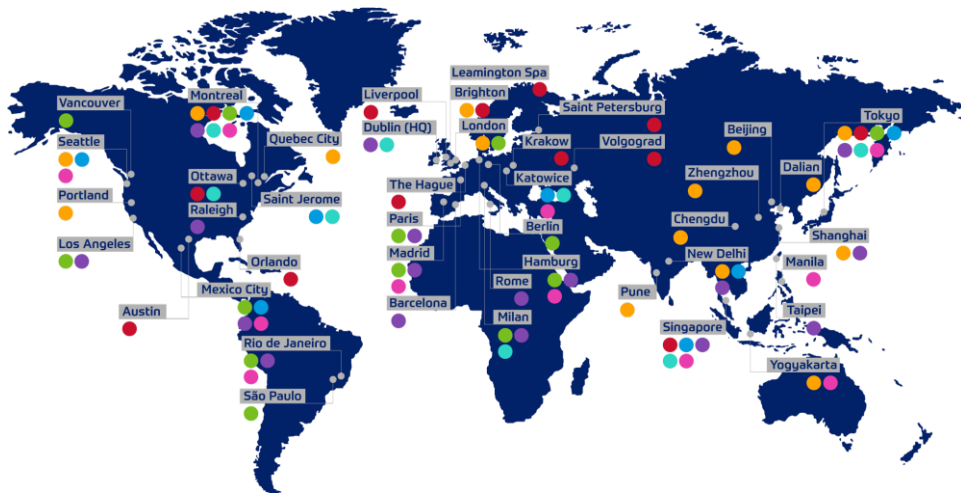 Leamington Spa
Vancouver
Montreal
Liverpool
Brighton
Saint Petersburg
Tokyo
Seattle
Quebec City
Dublin (HQ)
London
Krakow
Volgograd
Beijing
Portland
Ottawa
Saint Jerome
The Hague
Katowice
Zhengzhou
Dalian
Raleigh
Paris
Berlin
Chengdu
Los Angeles
Madrid
Hamburg
New Delhi
Shanghai
Orlando
Rome
Manila
Mexico City
Pune
Austin
Barcelona
Milan
Taipei
Rio de Janeiro
Singapore
Yogyakarta
São Paulo